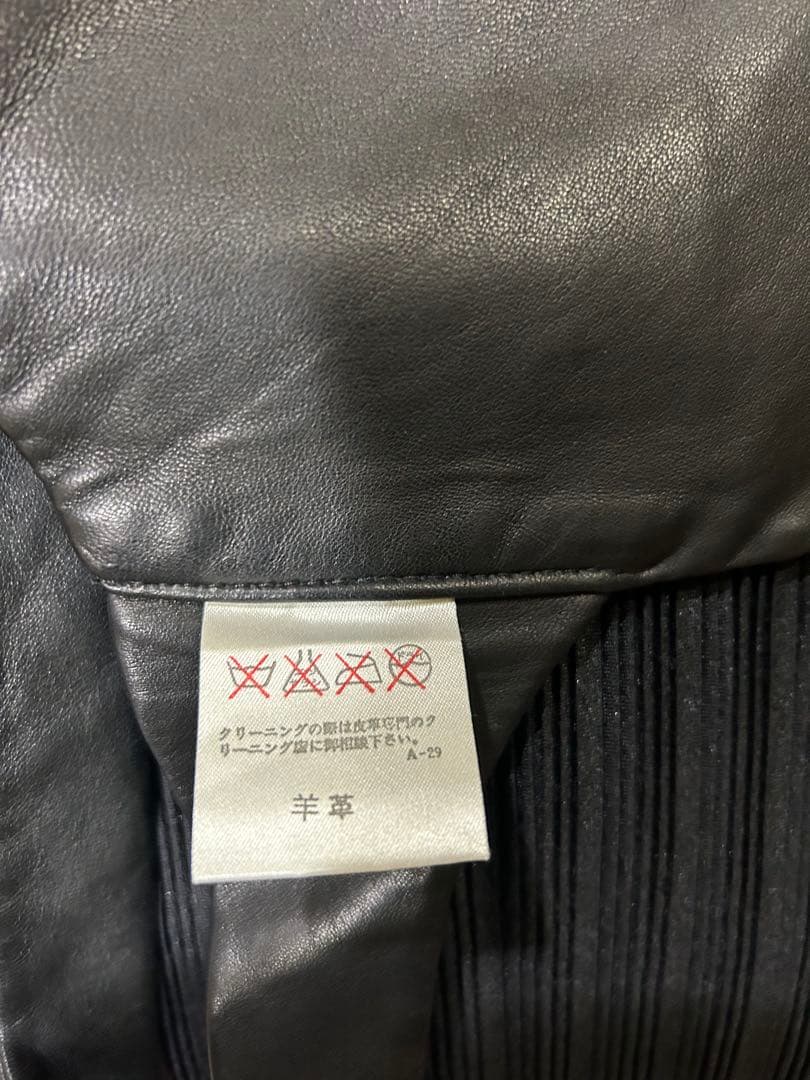 クリーニングの際は皮革専門のク
リーニング店に御相談下さい。
A-29
羊革